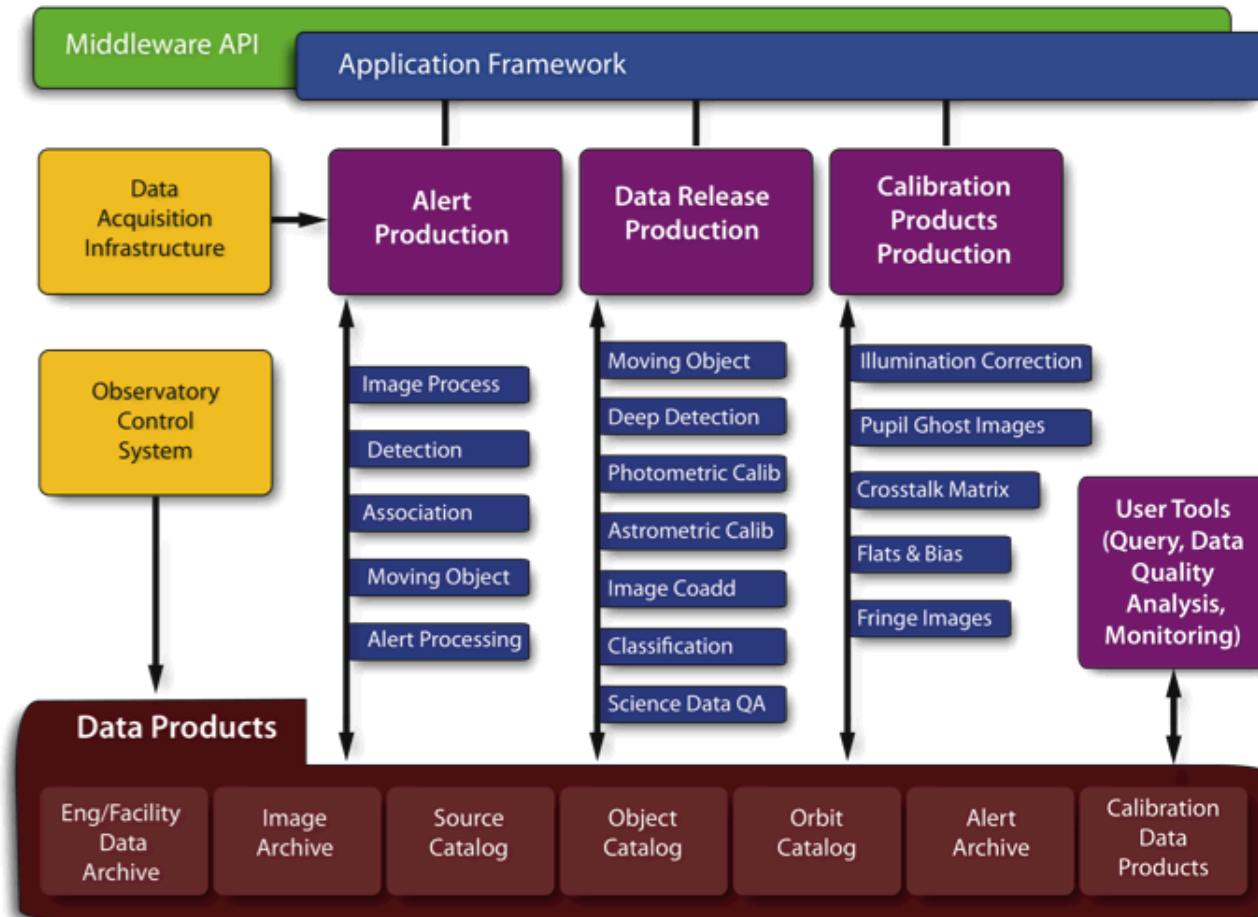 Middleware API
Application Framework
Data
Acquisition
Infrastructure
Alert
Production
Data Release
Production
Calibration
Products
Production
Observatory
Control
System
Image Process
Detection
Association
Moving Object
Alert Processing
Moving Object
Deep Detection
Photometric Calib
Astrometric Calib
Image Coadd
Classification
Science Data QA
Illumination Correction
Pupil Ghost Images
Crosstalk Matrix
Flats & Bias
Fringe Images
User Tools
(Query, Data
Quality
Analysis,
Monitoring)
Data Products
Eng/Facility
Data
Archive
Image
Archive
Source
Catalog
Object
Catalog
Orbit
Catalog
Alert
Archive
Calibration
Data
Products